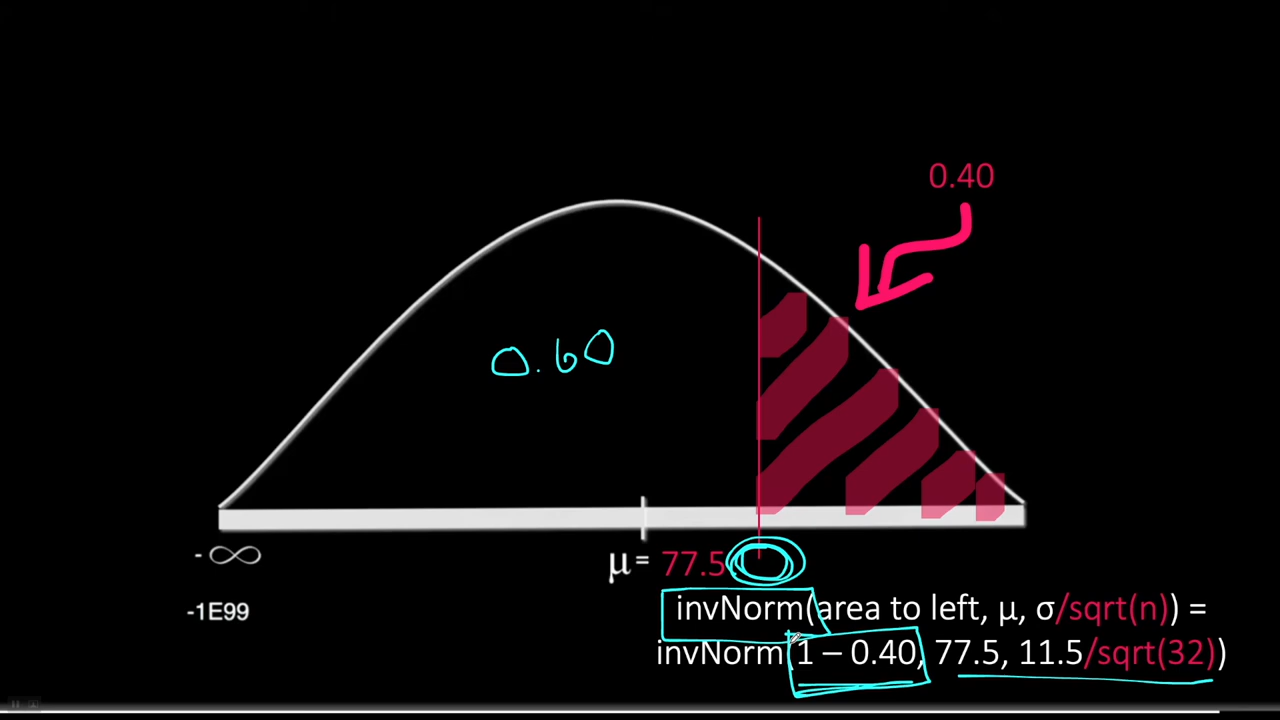 0.40
0.60
- ∞
μ= 77.5
-1E99
invNorm(area to left, μ, σ/sqrt(n)) =
invNorm(1 – 0.40, 77.5, 11.5/sqrt(32))